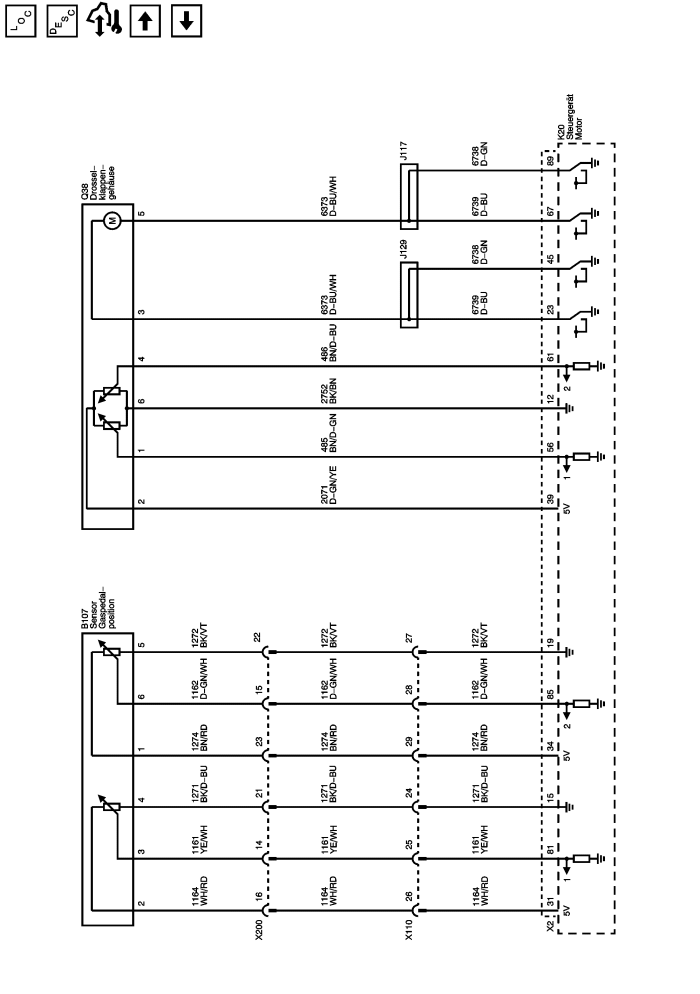 LOC
DESC
K20
Steuergerät
Motor
Q38
Drossel–
klappen–
gehäuse
M
5
6373
D–BU/WH
J117
6738
D–GN
89
6739
D–BU
67
3
6373
D–BU/WH
J129
6738
D–GN
45
6739
D–BU
23
4
486
BN/D–BU
61
2
6
2752
BK/BN
12
1
485
BN/D–GN
56
1
2
2071
D–GN/YE
39
5V
B107
Sensor
Gaspedal–
position
5
1272
BK/VT
22
1272
BK/VT
27
1272
BK/VT
19
6
1162
D–GN/WH
15
1162
D–GN/WH
28
1162
D–GN/WH
85
2
1
1274
BN/RD
23
1274
BN/RD
29
1274
BN/RD
34
5V
4
1271
BK/D–BU
21
1271
BK/D–BU
24
1271
BK/D–BU
15
3
1161
YE/WH
14
1161
YE/WH
25
1161
YE/WH
81
1
2
1164
WH/RD
16
1164
WH/RD
26
1164
WH/RD
31
5V
X200
X110
X2